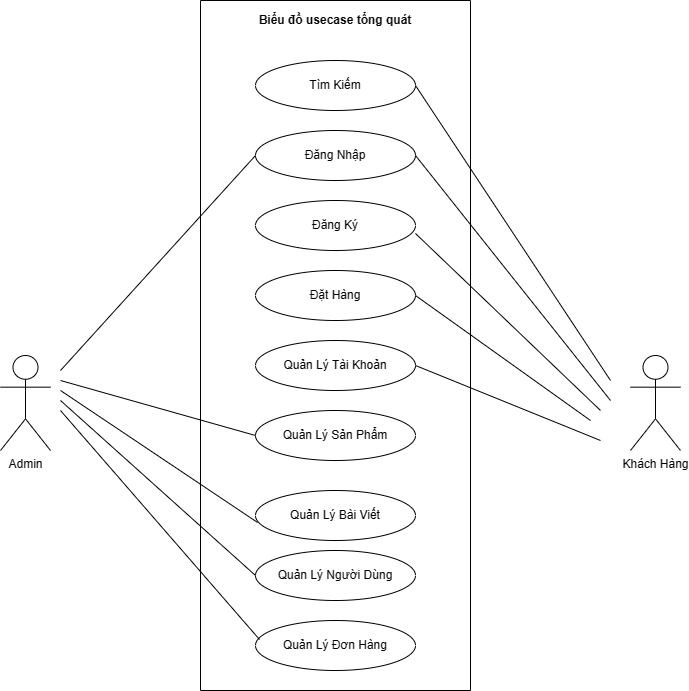 Biểu đồ usecase tổng quát
Tìm Kiếm
Đăng Nhập
Đăng Ký
Đặt Hàng
Quản Lý Tài Khoản
Quản Lý Sản Phẩm
Admin
Khách Hàng
Quản Lý Bài Viết
Quản Lý Người Dùng
Quản Lý Đơn Hàng